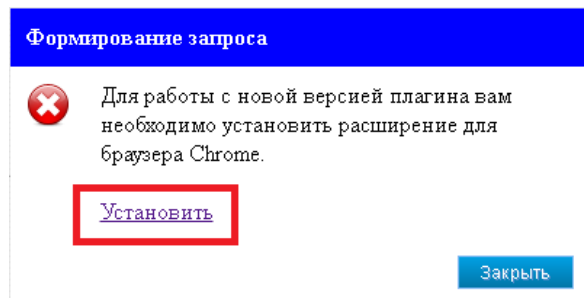 Формирование запроса
Для работы с новой версией плагина вам
необходимо установить расширение для
браузера Chrome.
Установить
Закрыть